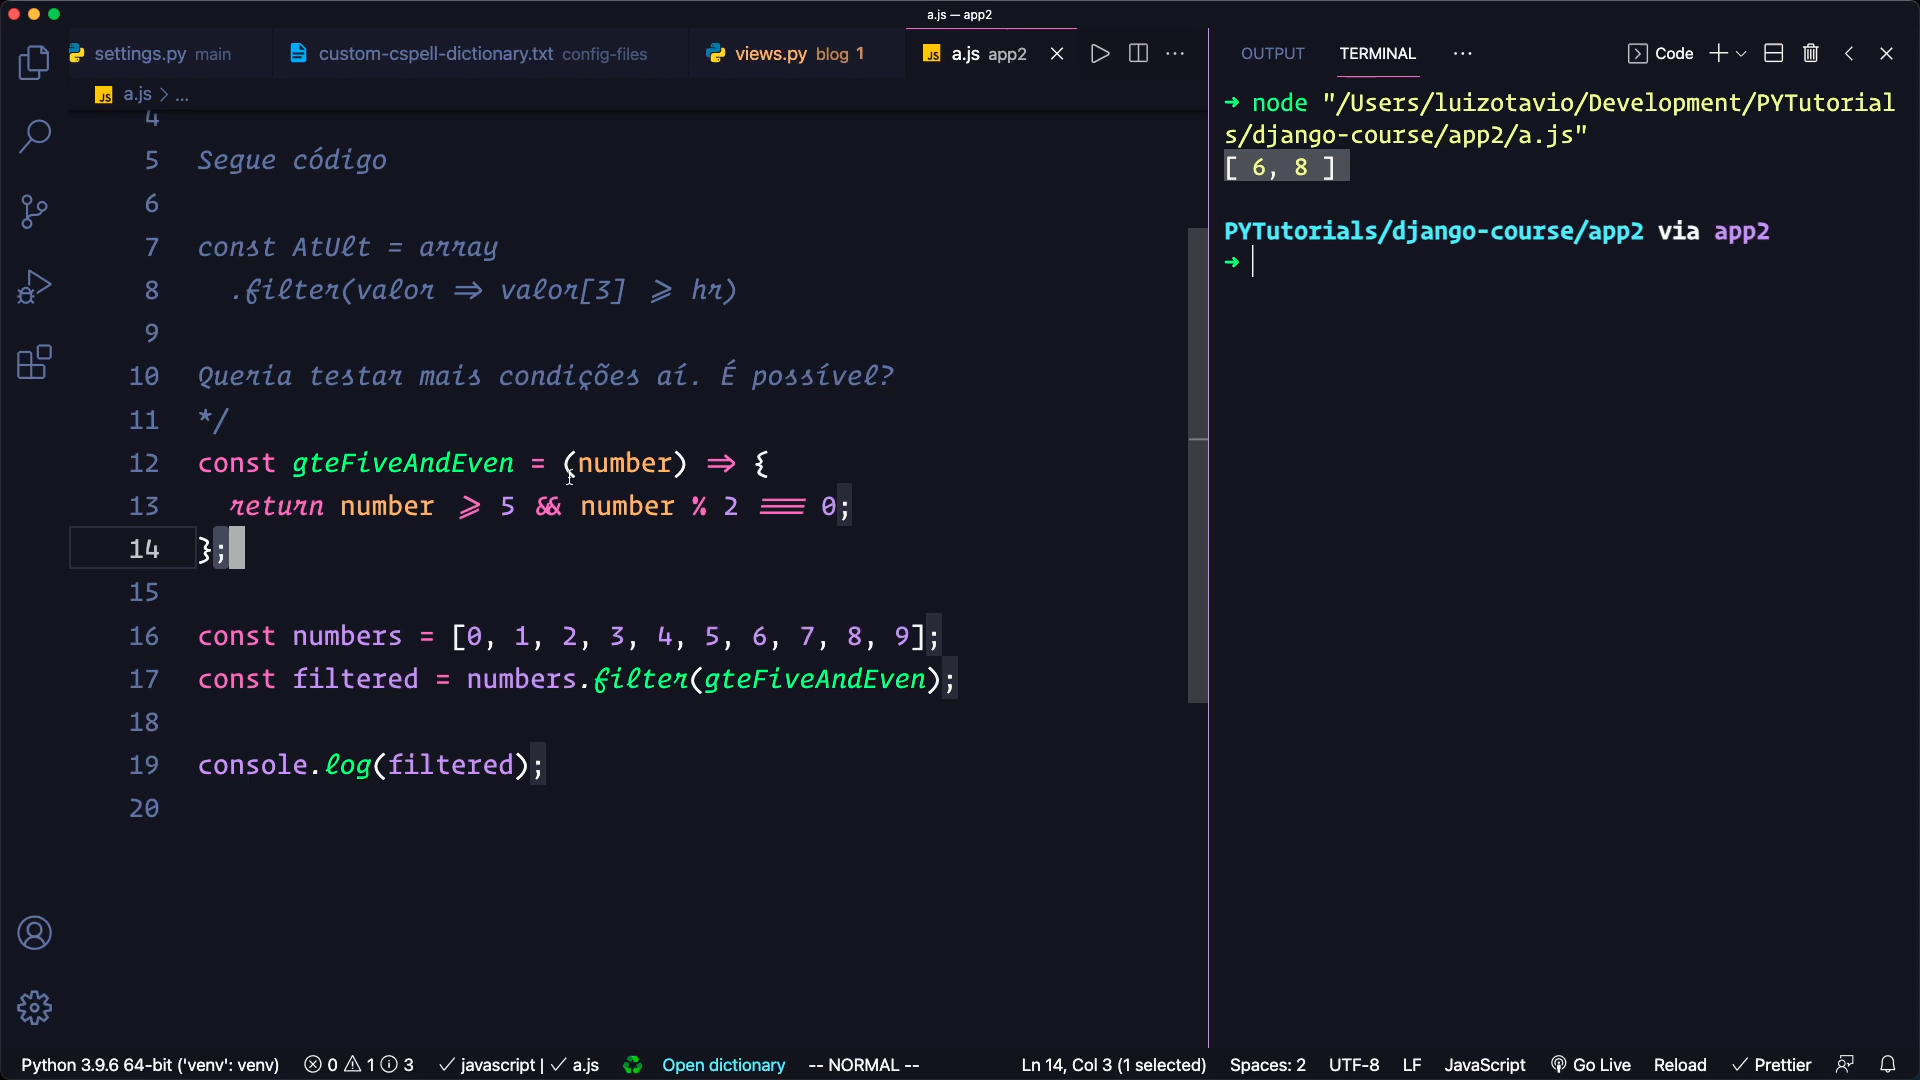 a.js — app2
settings.py main
custom-cspell-dictionary.txt config-files
views.py blog 1
JS a.js app2
OUTPUT
TERMINAL
Code
JS a.js > ...
4
5 Segue código
6
7 const AtUlt = array
8 .filter(valor => valor[3] >= hr)
9
10 Queria testar mais condições aí. É possível?
11 */
12 const gteFiveAndEven = (number) => {
13 return number >= 5 && number % 2 === 0;
14 };
15
16 const numbers = [0, 1, 2, 3, 4, 5, 6, 7, 8, 9];
17 const filtered = numbers.filter(gteFiveAndEven);
18
19 console.log(filtered);
20
➜ node "/Users/luizotavio/Development/PYTutorial
s/django-course/app2/a.js"
[ 6, 8 ]
PYTutorials/django-course/app2 via app2
➜
Python 3.9.6 64-bit ('venv': venv) 0 1 3 ✓ javascript | ✓ a.js Open dictionary -- NORMAL -- Ln 14, Col 3 (1 selected) Spaces: 2 UTF-8 LF JavaScript Go Live Reload ✓ Prettier